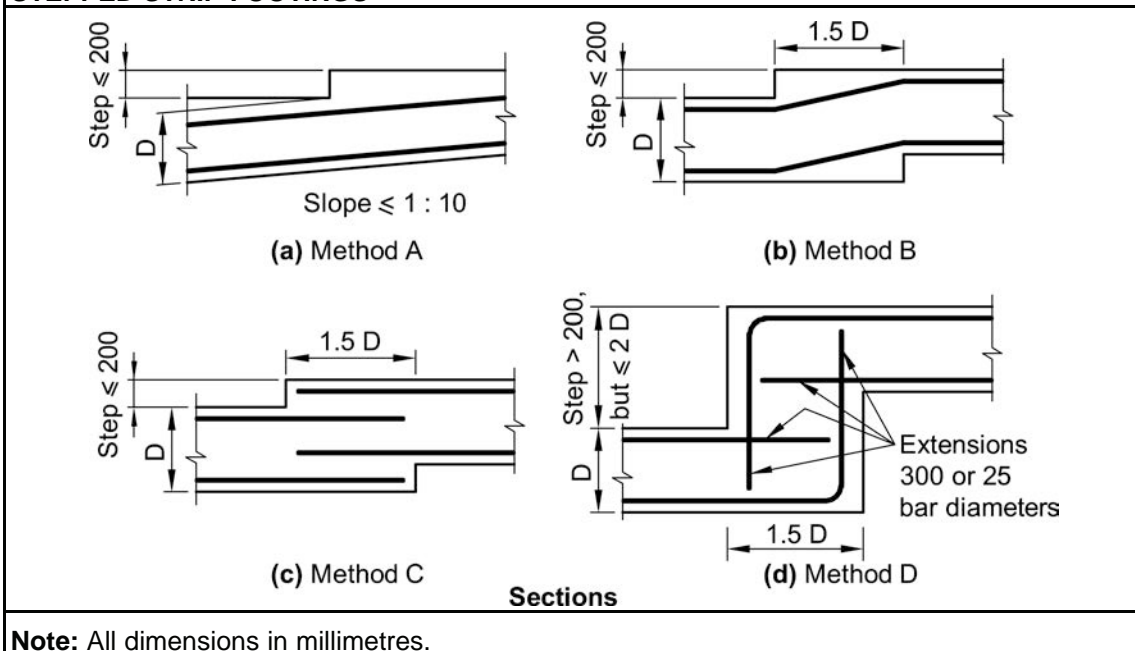 STEPPED STRIP FOOTINGS
Step ≤ 200
D
Slope ≤ 1 : 10
(a) Method A
Step ≤ 200
1.5 D
D
(b) Method B
Step ≤ 200
1.5 D
D
(c) Method C
Step > 200,
but ≤ 2 D
D
Extensions
300 or 25
bar diameters
1.5 D
(d) Method D
Sections
Note: All dimensions in millimetres.